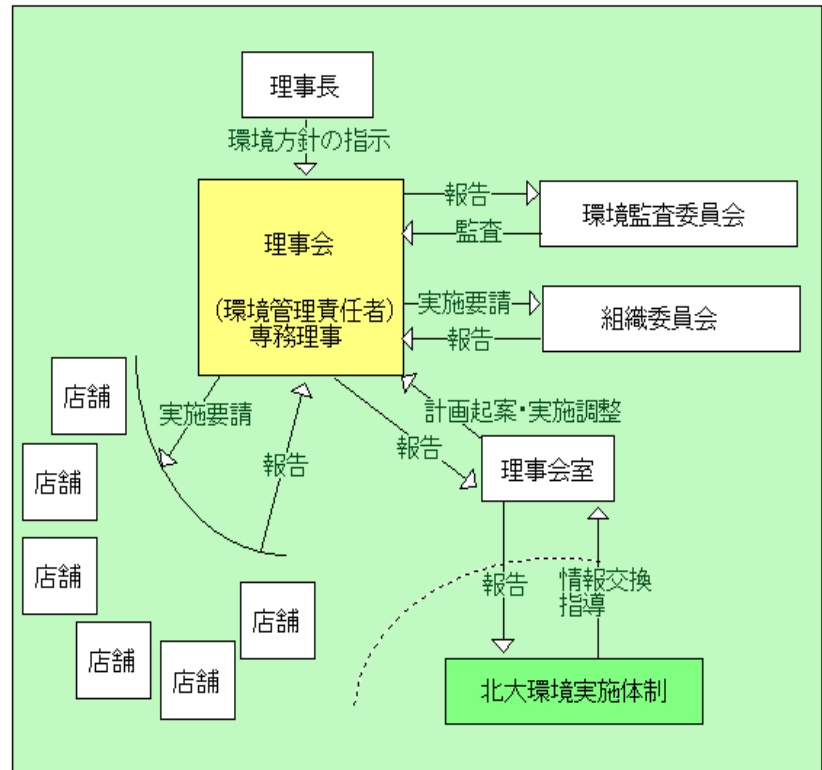 理事長
環境方針の指示
理事会
(環境管理責任者)
専務理事
報告
監査
環境監査委員会
実施要請
報告
組織委員会
店舗
実施要請
報告
報告
計画起案・実施調整
理事会室
店舗
店舗
店舗
店舗
店舗
報告
情報交換
指導
北大環境実施体制